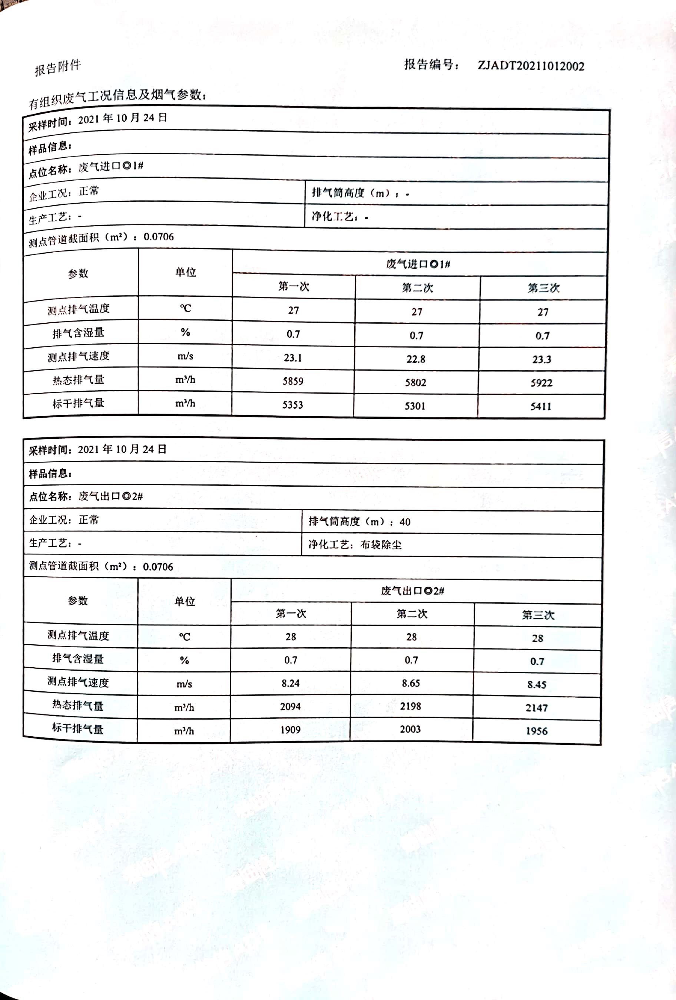 报告附件 报告编号： ZJADT20211012002
有组织废气工况信息及烟气参数：
采样时间：2021 年 10 月 24 日
样品信息：
点位名称：废气进口◎1#
企业工况：正常 排气筒高度（m）：-
生产工艺：- 净化工艺：-
测点管道截面积（m²）：0.0706
参数 单位 废气进口◎1#
第一次 第二次 第三次
测点排气温度 ℃ 27 27 27
排气含湿量 % 0.7 0.7 0.7
测点排气速度 m/s 23.1 22.8 23.3
热态排气量 m³/h 5859 5802 5922
标干排气量 m³/h 5353 5301 5411
采样时间：2021 年 10 月 24 日
样品信息：
点位名称：废气出口◎2#
企业工况：正常 排气筒高度（m）：40
生产工艺：- 净化工艺：布袋除尘
测点管道截面积（m²）：0.0706
参数 单位 废气出口◎2#
第一次 第二次 第三次
测点排气温度 ℃ 28 28 28
排气含湿量 % 0.7 0.7 0.7
测点排气速度 m/s 8.24 8.65 8.45
热态排气量 m³/h 2094 2198 2147
标干排气量 m³/h 1909 2003 1956